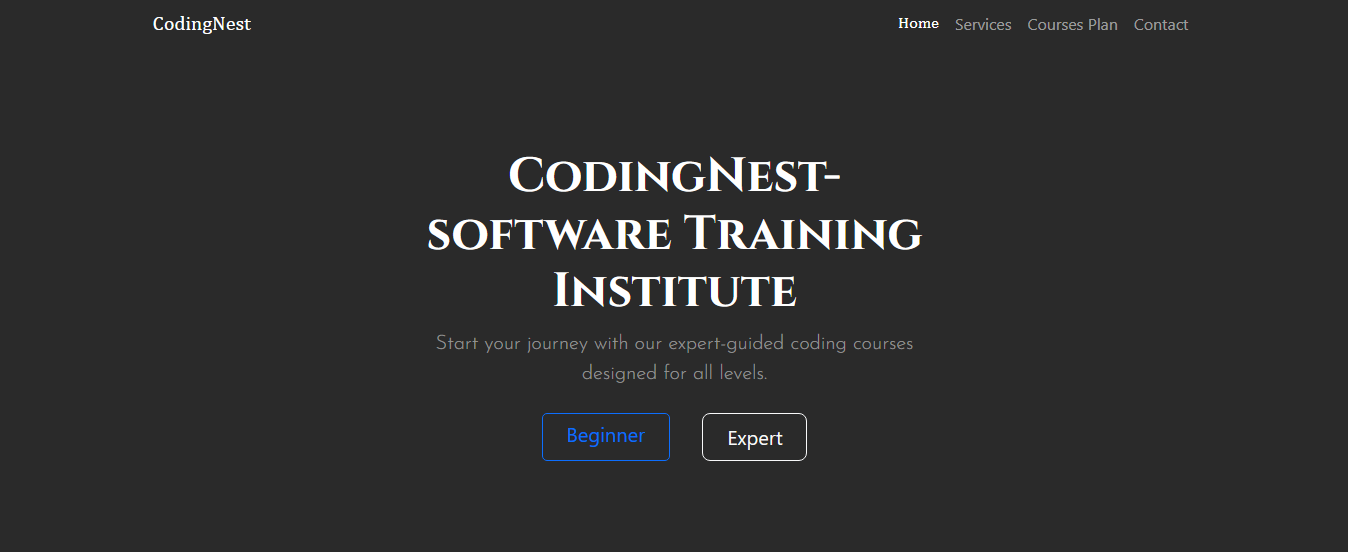 CodingNest
Home Services Courses Plan Contact
CodingNest-
software Training
Institute
Start your journey with our expert-guided coding courses
designed for all levels.
Beginner Expert